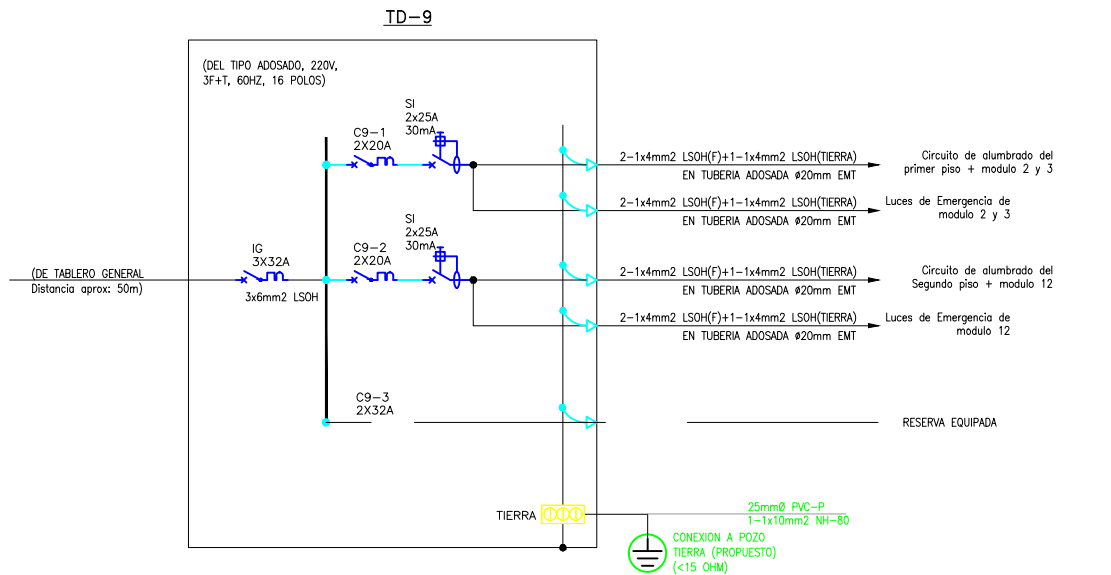 TD-9
(DEL TIPO ADOSADO, 220V,
3F+T, 60HZ, 16 POLOS)
SI
2x25A
30mA
C9-1
2X20A
2-1x4mm2 LSOH(F)+1-1x4mm2 LSOH(TIERRA)
EN TUBERIA ADOSADA ø20mm EMT
Circuito de alumbrado del
primer piso + modulo 2 y 3
2-1x4mm2 LSOH(F)+1-1x4mm2 LSOH(TIERRA)
EN TUBERIA ADOSADA ø20mm EMT
Luces de Emergencia de
modulo 2 y 3
SI
2x25A
30mA
IG
3X32A
3x6mm2 LSOH
C9-2
2X20A
(DE TABLERO GENERAL
Distancia aprox: 50m)
2-1x4mm2 LSOH(F)+1-1x4mm2 LSOH(TIERRA)
EN TUBERIA ADOSADA ø20mm EMT
Circuito de alumbrado del
Segundo piso + modulo 12
2-1x4mm2 LSOH(F)+1-1x4mm2 LSOH(TIERRA)
EN TUBERIA ADOSADA ø20mm EMT
Luces de Emergencia de
modulo 12
C9-3
2X32A
RESERVA EQUIPADA
TIERRA
25mmØ PVC-P
1-1x10mm2 NH-80
CONEXION A POZO
TIERRA (PROPUESTO)
(<15 OHM)